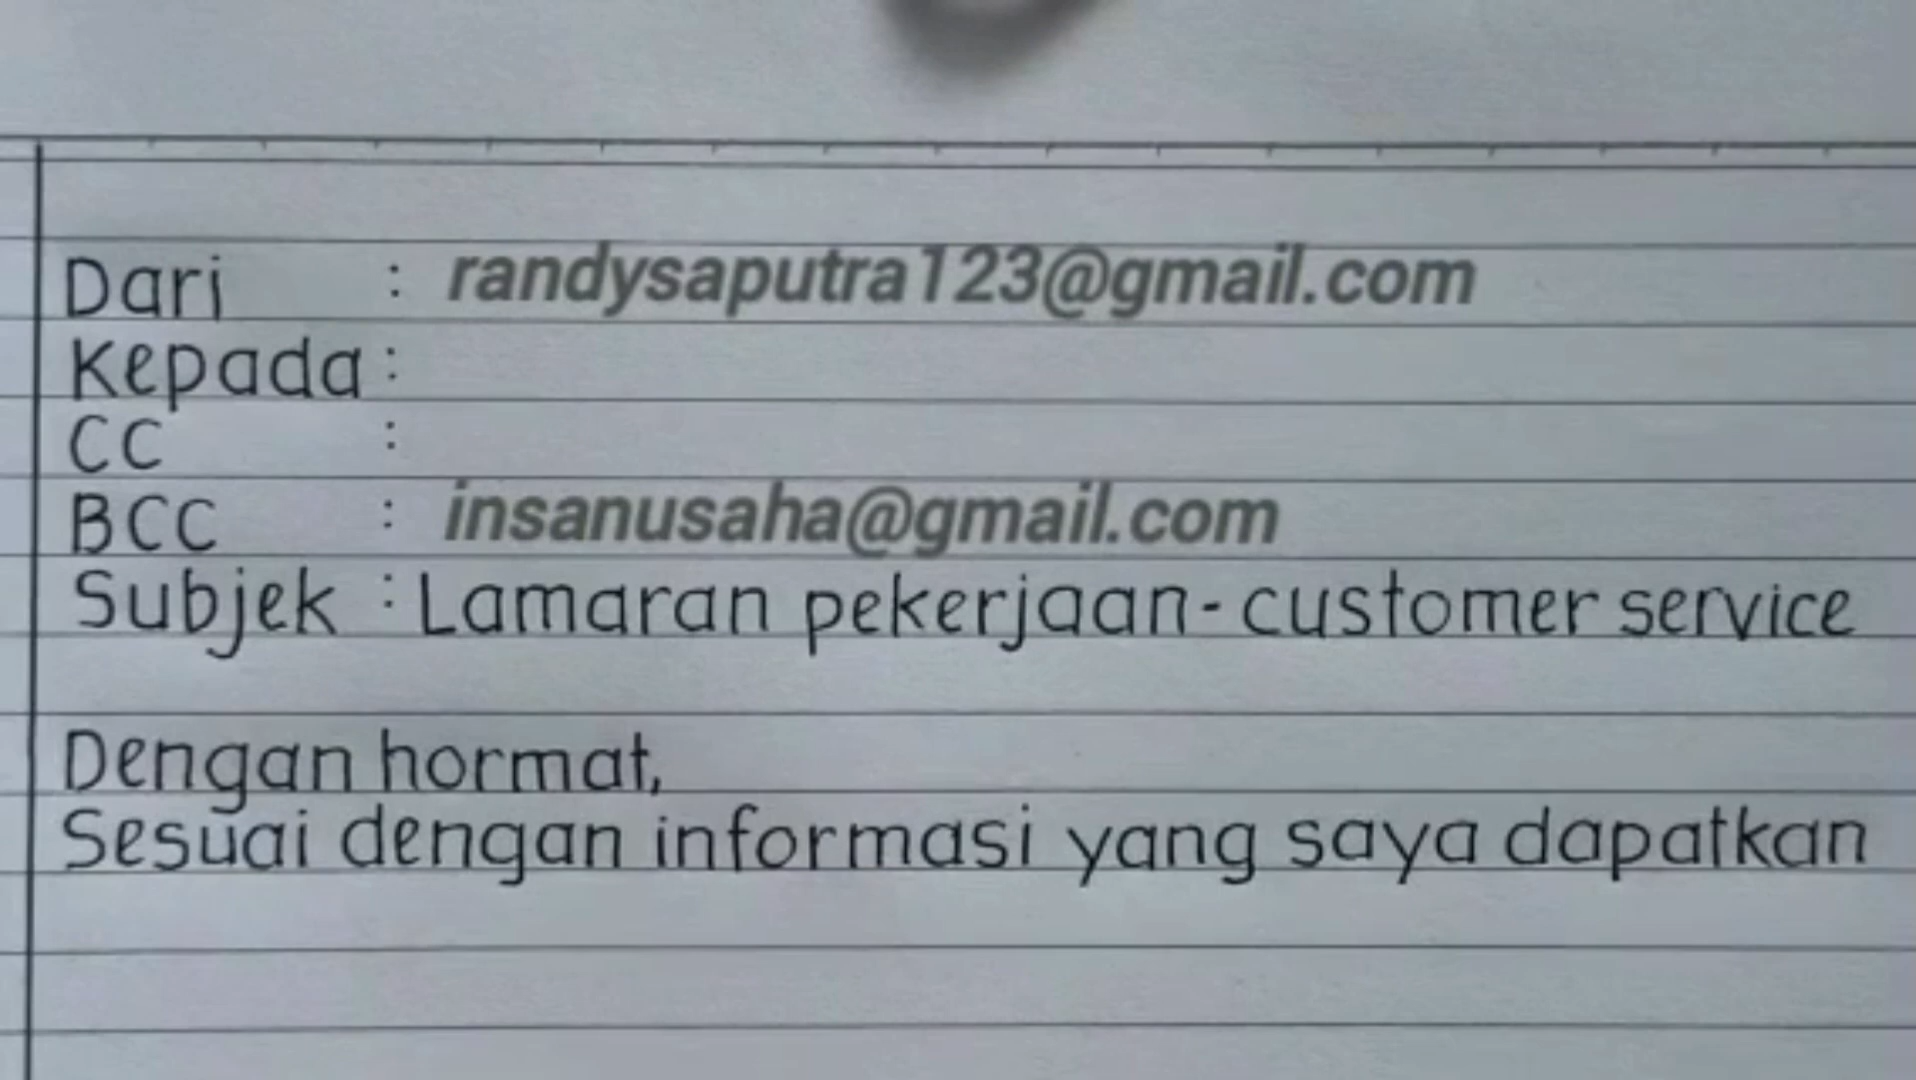 Dari : randysaputra123@gmail.com
Kepada :
CC :
BCC : insanusaha@gmail.com
Subjek : Lamaran pekerjaan - customer service
Dengan hormat,
Sesuai dengan informasi yang saya dapatkan